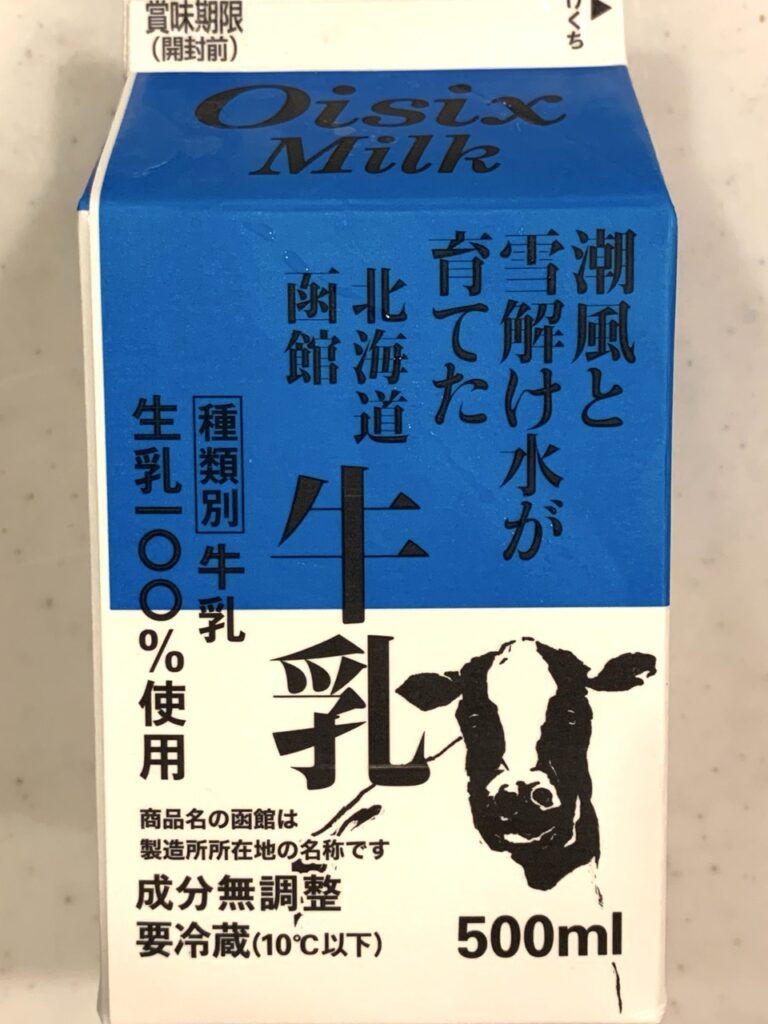 賞味期限
(開封前)
Oisix
Milk
潮風と
雪解け水が
育てた
北海道
函館
牛乳
種類別 牛乳
生乳一〇〇%使用
商品名の函館は
製造所所在地の名称です
成分無調整
要冷蔵(10℃以下)
500ml